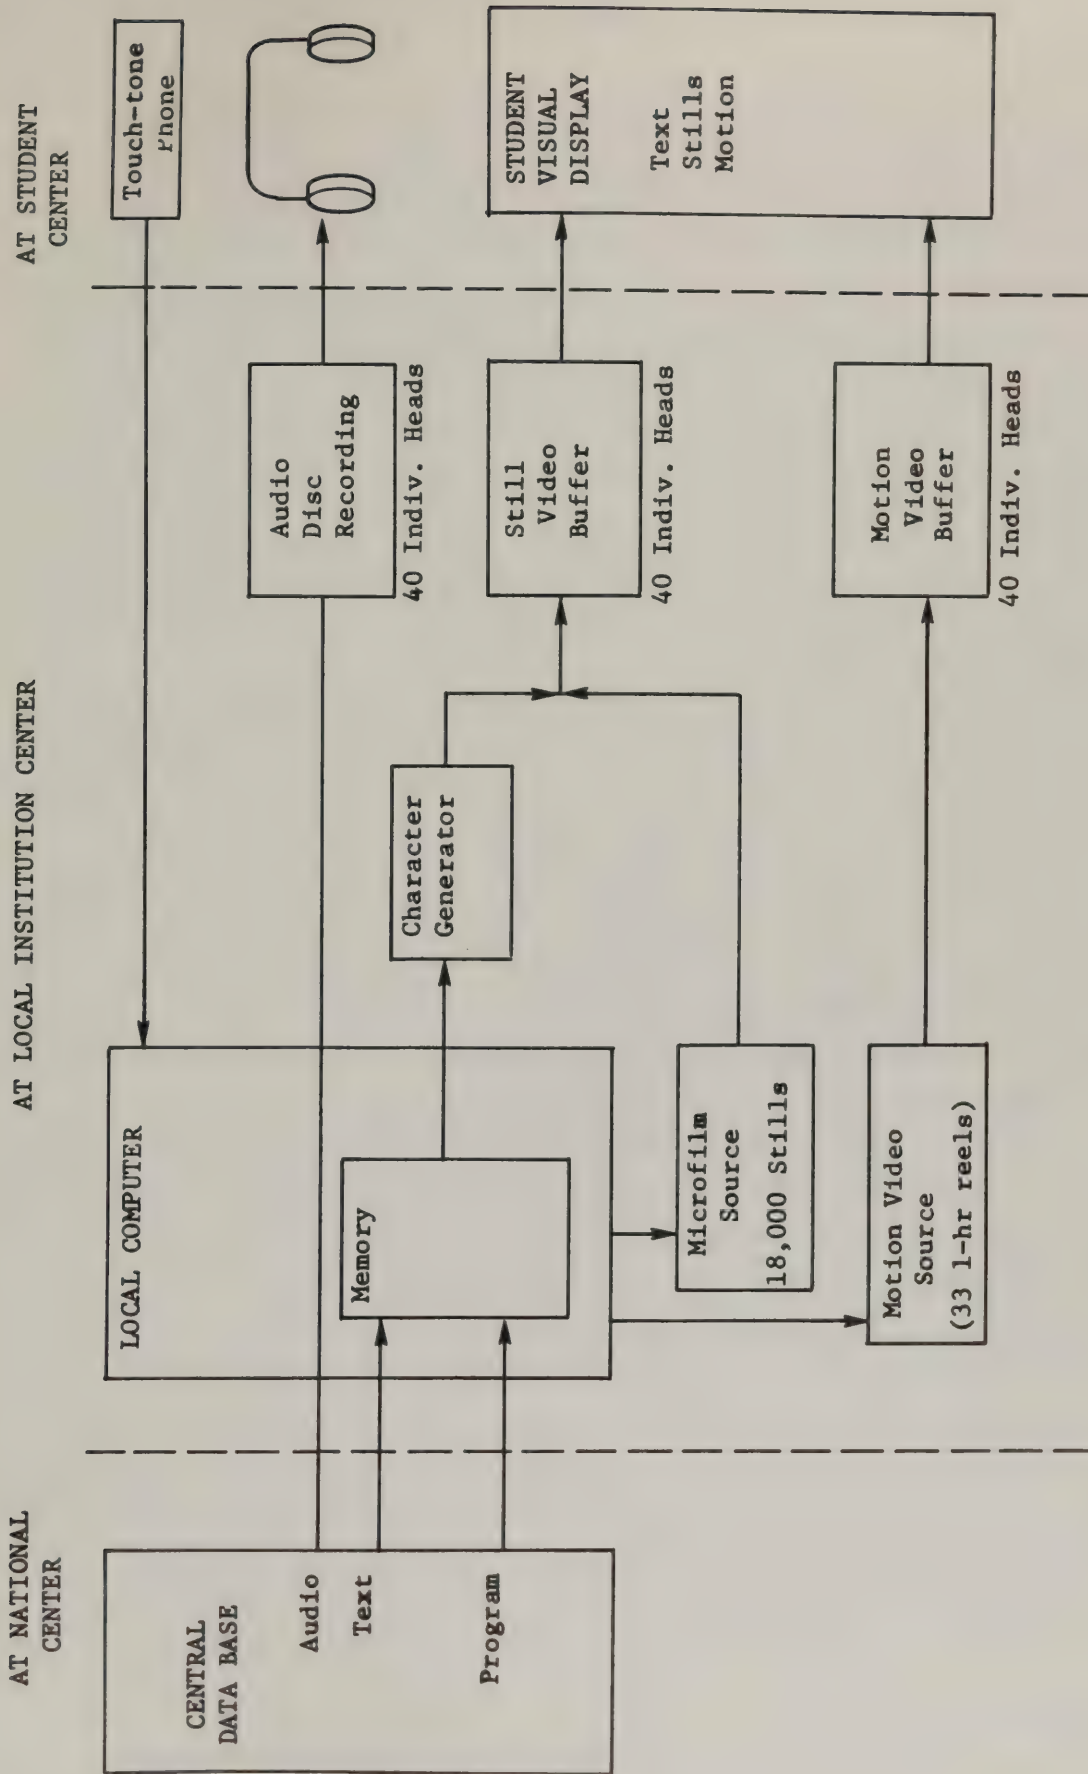 AT NATIONAL
CENTER
AT LOCAL INSTITUTION CENTER
AT STUDENT
CENTER
CENTRAL
DATA BASE
Audio
Text
Program
LOCAL COMPUTER
Memory
Microfilm
Source
18,000 Stills
Motion Video
Source
(33 1-hr reels)
Character
Generator
Audio
Disc
Recording
40 Indiv. Heads
Still
Video
Buffer
40 Indiv. Heads
Motion
Video
Buffer
40 Indiv. Heads
Touch-tone
Phone
STUDENT
VISUAL
DISPLAY
Text
Stills
Motion